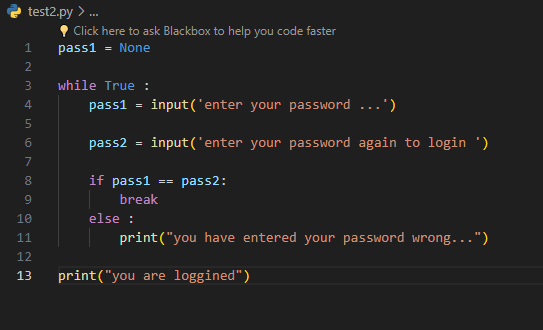 test2.py > ...
Click here to ask Blackbox to help you code faster
1 pass1 = None
2
3 while True :
4 pass1 = input('enter your password ...')
5
6 pass2 = input('enter your password again to login ')
7
8 if pass1 == pass2:
9 break
10 else :
11 print("you have entered your password wrong...")
12
13 print("you are loggined")